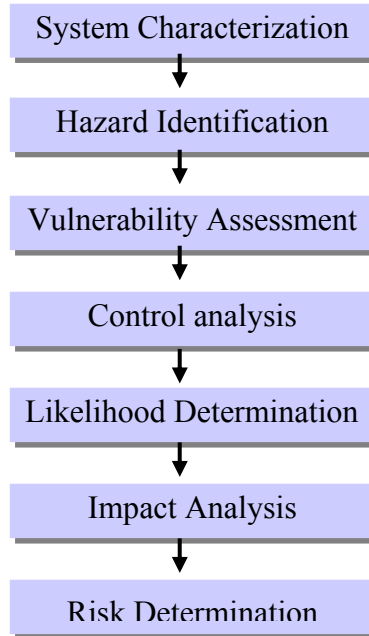 System Characterization
Hazard Identification
Vulnerability Assessment
Control analysis
Likelihood Determination
Impact Analysis
Risk Determination